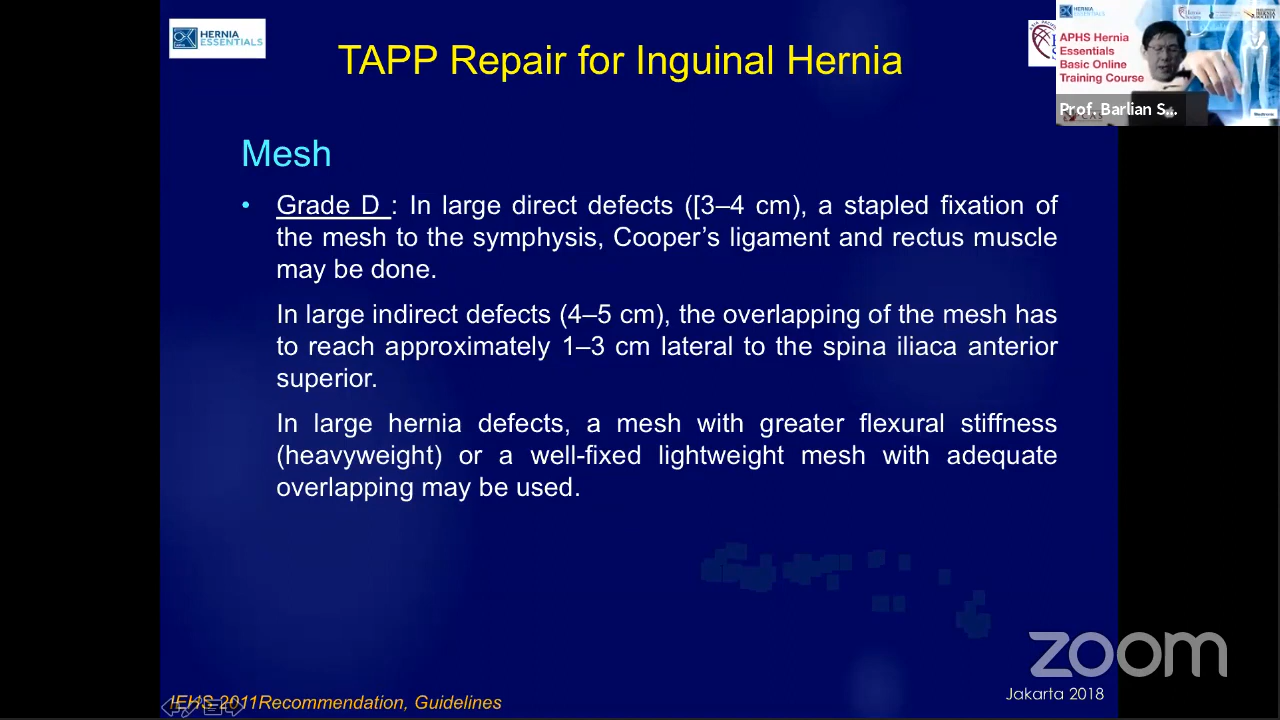 HERNIA
ESSENTIALS
TAPP Repair for Inguinal Hernia
HERNIA
ESSENTIALS
APHS Hernia
Essentials
Basic Online
Training Course
Prof. Barlian S...
Mesh
• Grade D : In large direct defects ([3–4 cm), a stapled fixation of
the mesh to the symphysis, Cooper’s ligament and rectus muscle
may be done.
In large indirect defects (4–5 cm), the overlapping of the mesh has
to reach approximately 1–3 cm lateral to the spina iliaca anterior
superior.
In large hernia defects, a mesh with greater flexural stiffness
(heavyweight) or a well-fixed lightweight mesh with adequate
overlapping may be used.
zoom
Jakarta 2018
IEHS 2011Recommendation, Guidelines